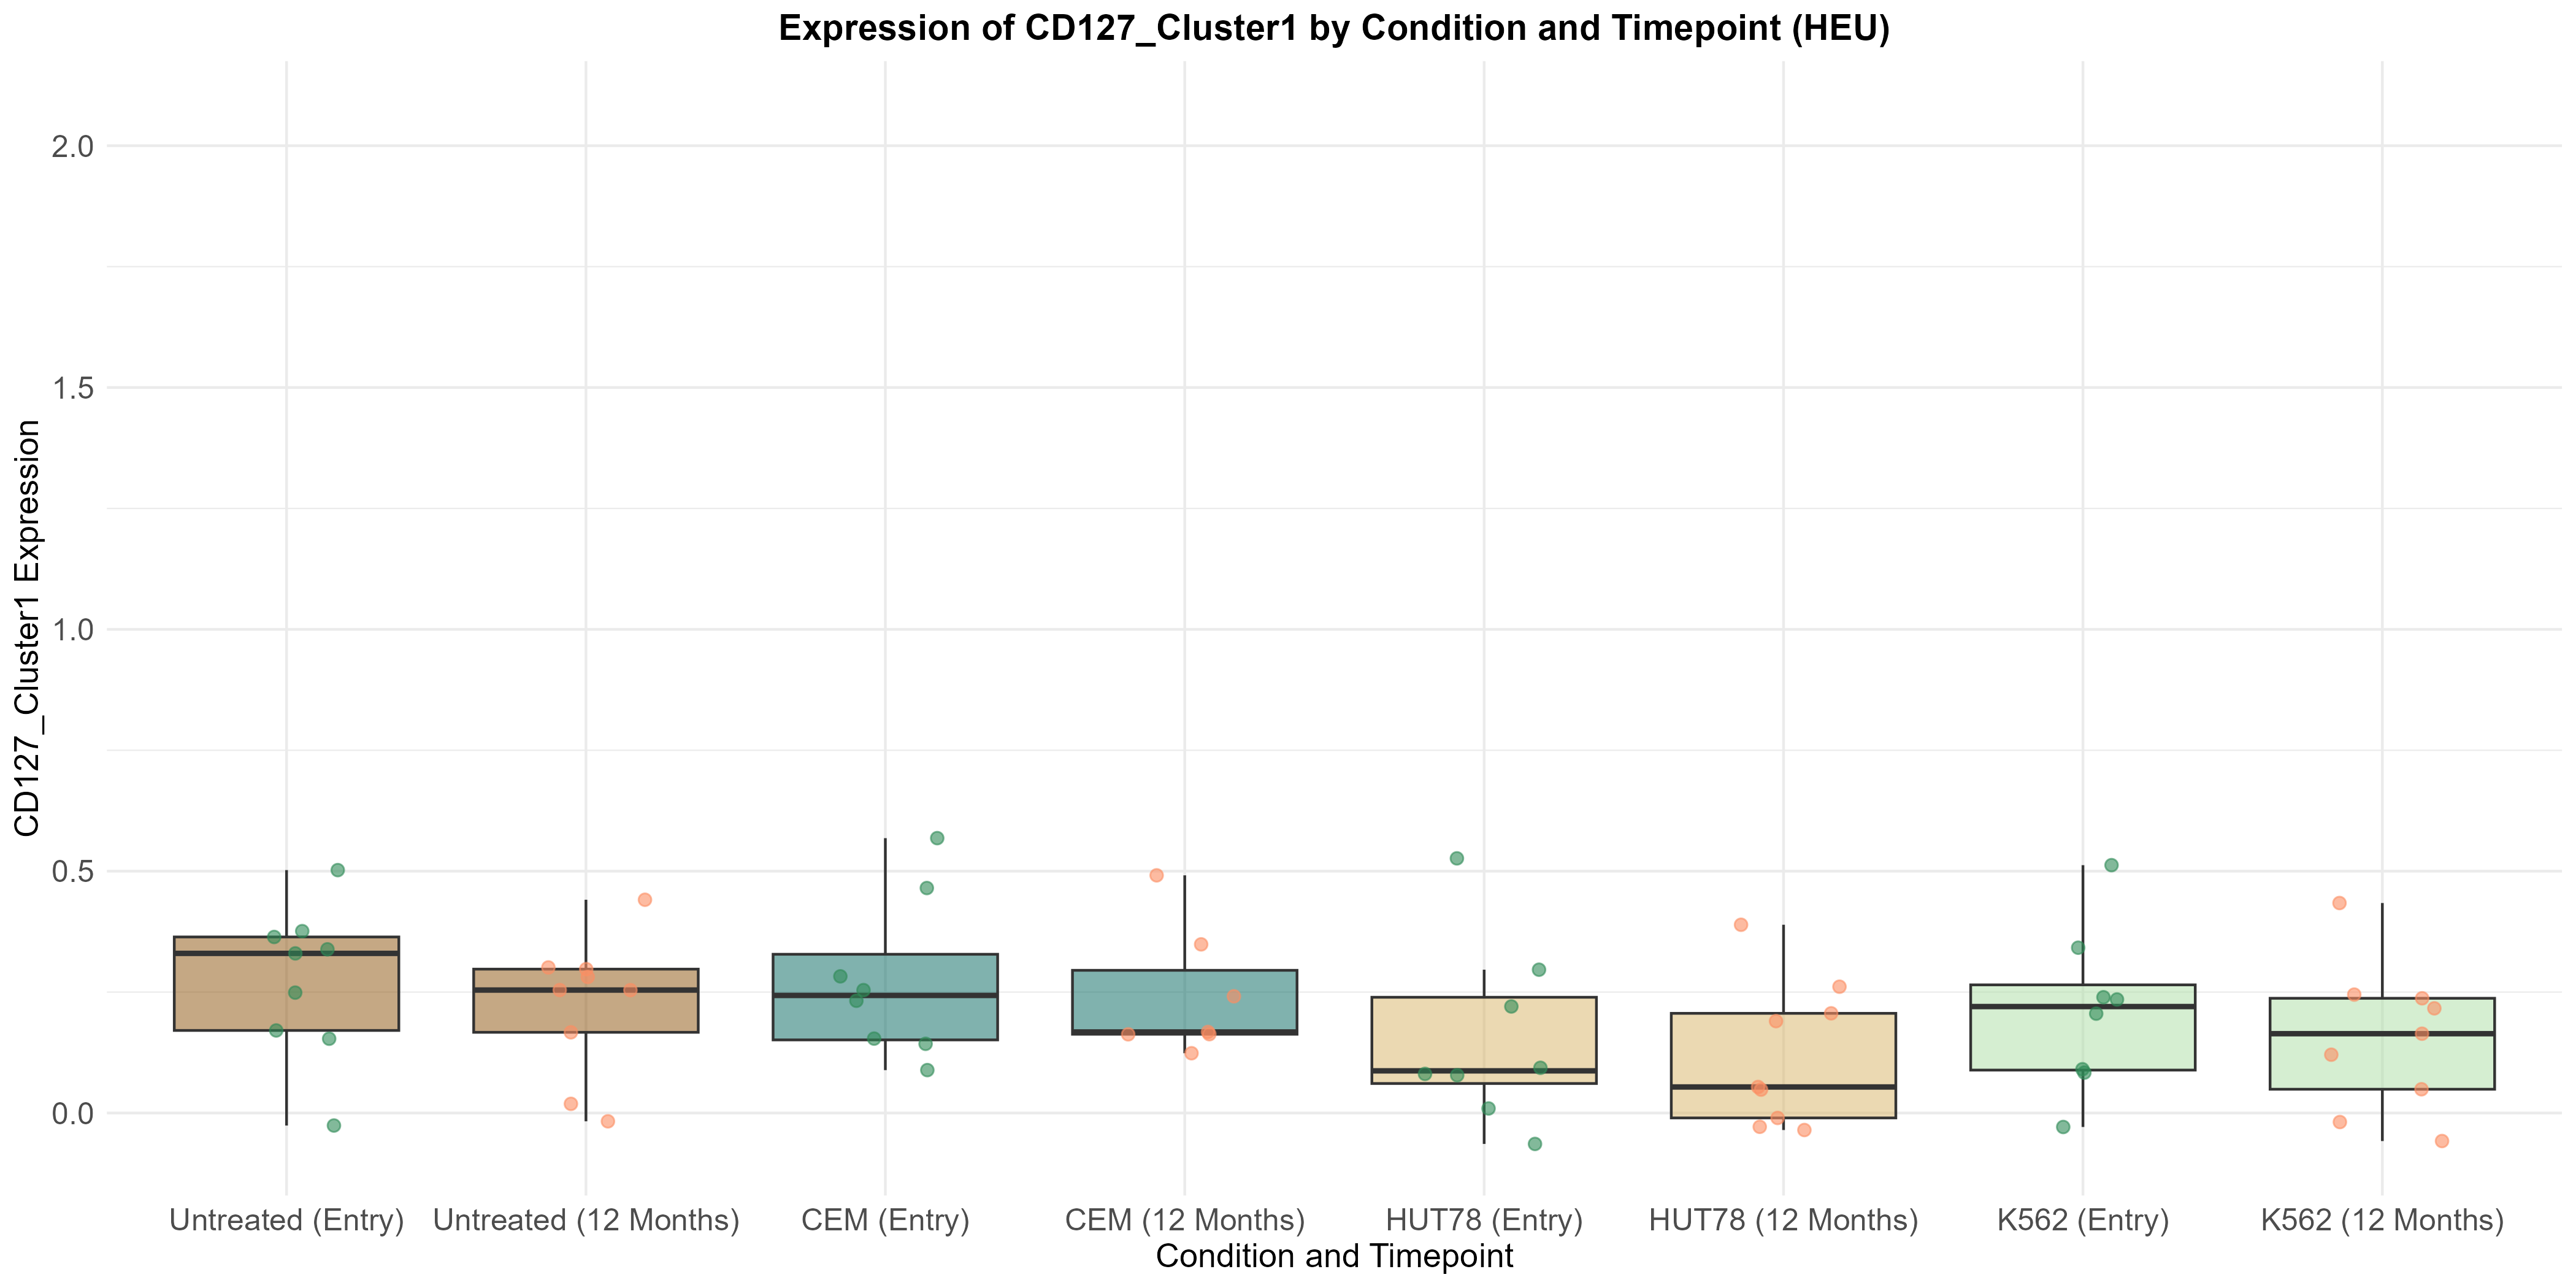 Expression of CD127_Cluster1 by Condition and Timepoint (HEU)
CD127_Cluster1 Expression
2.0
1.5
1.0
0.5
0.0
Untreated (Entry) Untreated (12 Months) CEM (Entry) CEM (12 Months) HUT78 (Entry) HUT78 (12 Months) K562 (Entry) K562 (12 Months)
Condition and Timepoint